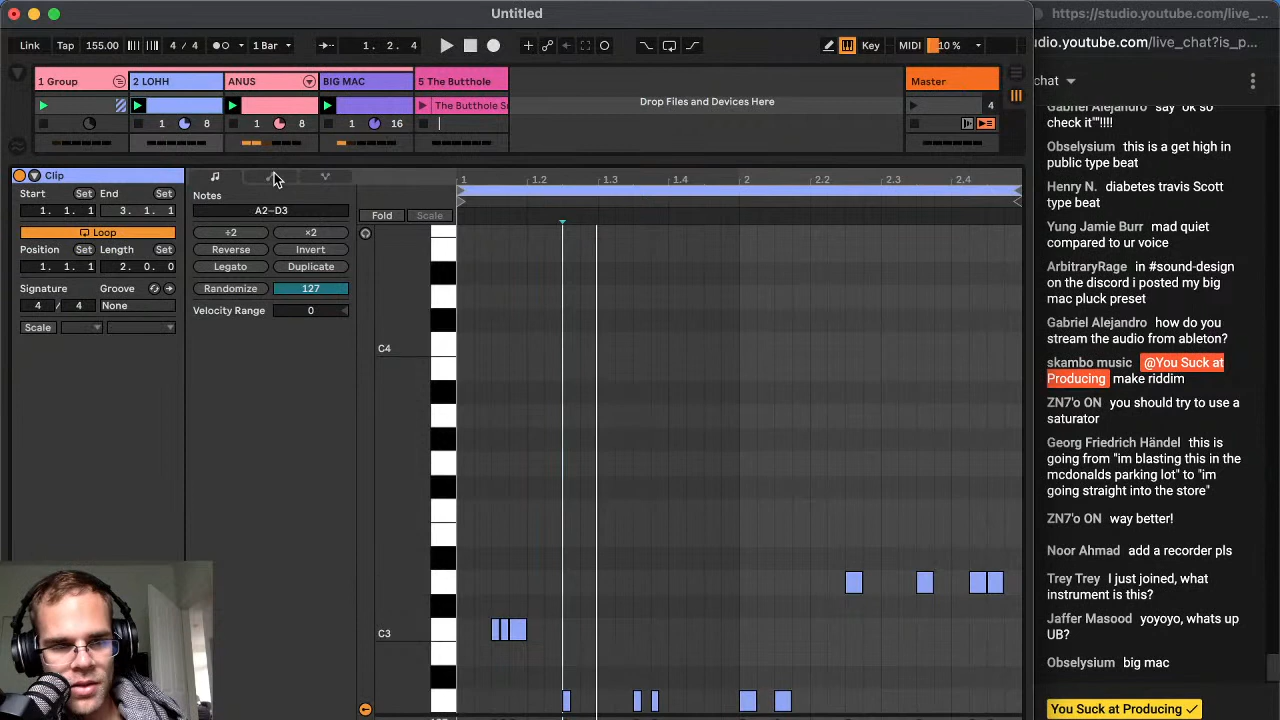 Untitled
https://studio.youtube.com/live_...
Link Tap 155.00 4 / 4 1 Bar 1. 2. 4 Key MIDI 10 %
dio.youtube.com/live_chat?is_p...
1 Group 2 LOHH ANUS BIG MAC 5 The Butthole Master
chat
The Butthole Su Drop Files and Devices Here 4
1 8 1 8 1 16
Gabriel Alejandro say "ok so
check it""!!!!
Obselysium this is a get high in
public type beat
Henry N. diabetes travis Scott
type beat
Yung Jamie Burr mad quiet
compared to ur voice
ArbitraryRage in #sound-design
on the discord i posted my big
mac pluck preset
Gabriel Alejandro how do you
stream the audio from ableton?
skambo music @You Suck at
Producing make riddim
ZN7'o ON you should try to use a
saturator
Georg Friedrich Händel this is
going from "im blasting this in the
mcdonalds parking lot" to "im
going straight into the store"
ZN7'o ON way better!
Noor Ahmad add a recorder pls
Trey Trey I just joined, what
instrument is this?
Jaffer Masood yoyoyo, whats up
UB?
Obselysium big mac
You Suck at Producing
Clip
Start Set End Set
1. 1. 1 3. 1. 1
Loop
Position Set Length Set
1. 1. 1 2. 0. 0
Signature Groove
4 / 4 None
Scale
Notes
A2–D3
÷2 ×2
Reverse Invert
Legato Duplicate
Randomize 127
Velocity Range 0
Fold Scale
1 1.2 1.3 1.4 2 2.2 2.3 2.4
C4
C3